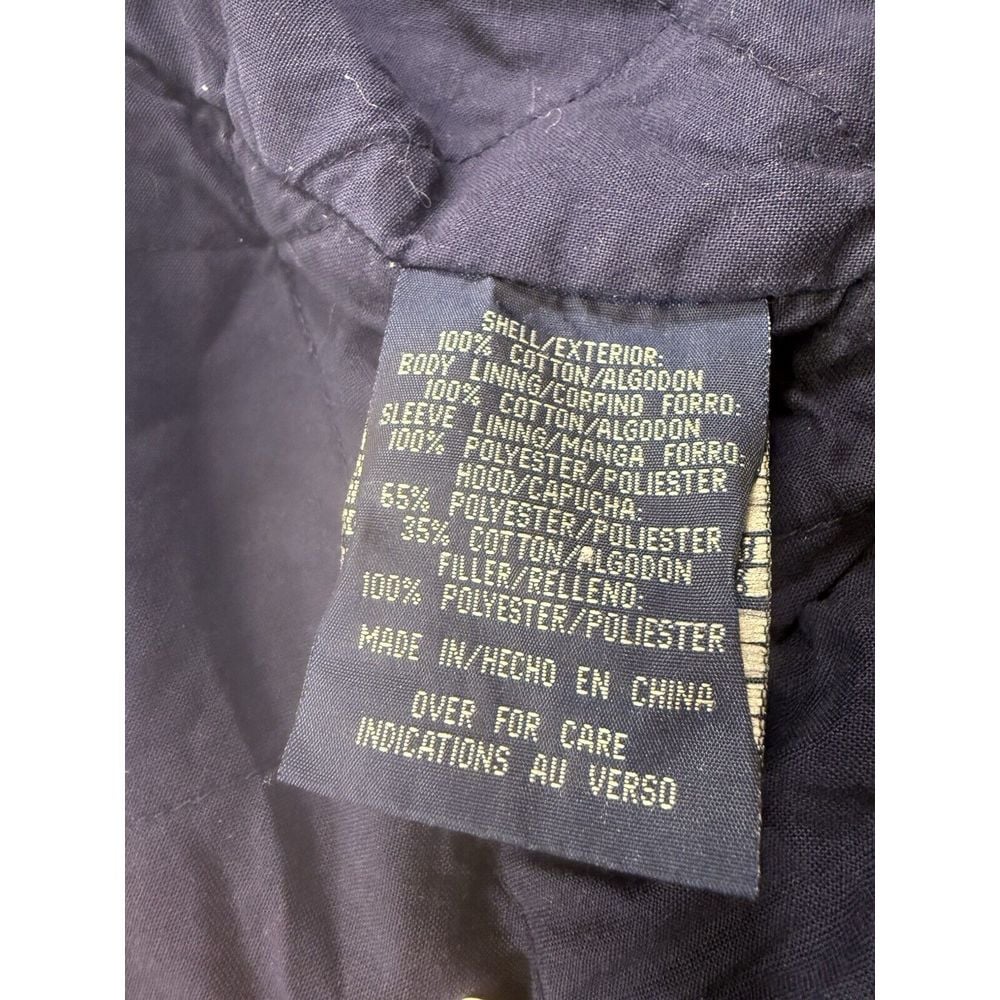 SHELL/EXTERIOR:
100% COTTON/ALGODON
BODY LINING/CORPINO FORRO:
100% COTTON/ALGODON
SLEEVE LINING/MANGA FORRO:
100% POLYESTER/POLIESTER
HOOD/CAPUCHA:
65% POLYESTER/POLIESTER
35% COTTON/ALGODON
FILLER/RELLENO:
100% POLYESTER/POLIESTER
MADE IN/HECHO EN CHINA
OVER FOR CARE
INDICATIONS AU VERSO